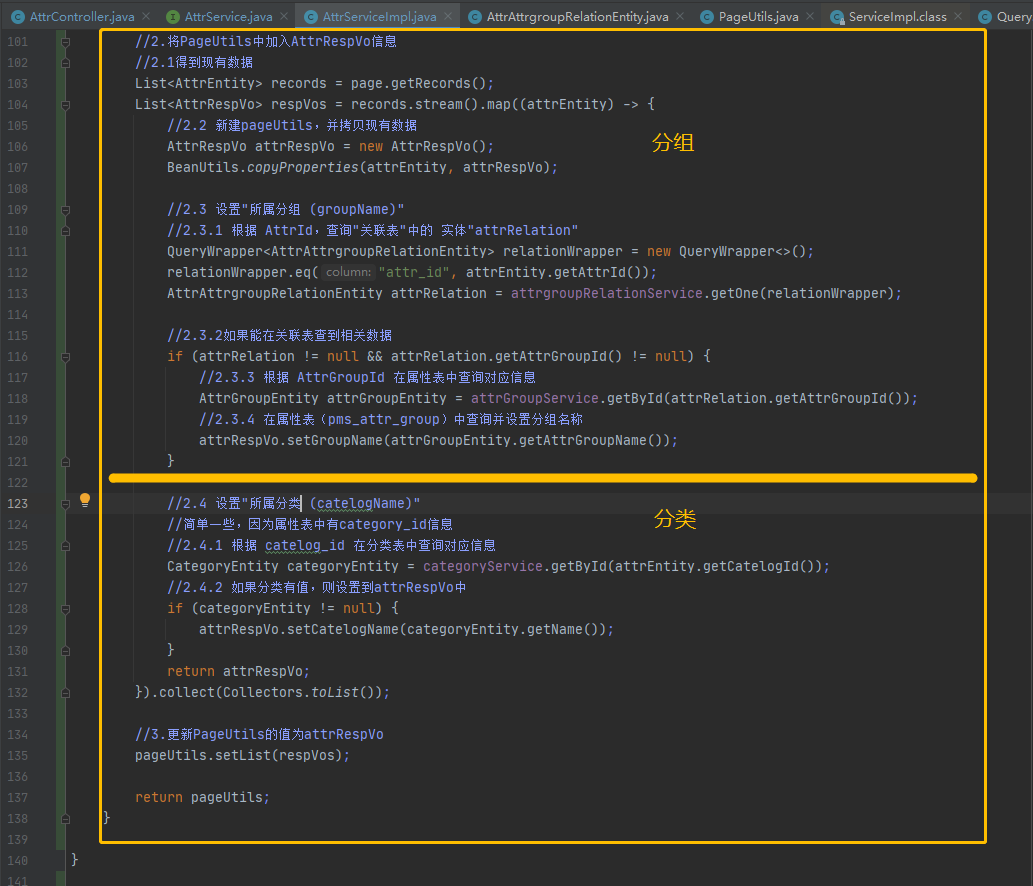 AttrController.java AttrService.java AttrServiceImpl.java AttrAttrgroupRelationEntity.java PageUtils.java ServiceImpl.class Query
101 //2.将PageUtils中加入AttrRespVo信息
102 //2.1得到现有数据
103 List<AttrEntity> records = page.getRecords();
104 List<AttrRespVo> respVos = records.stream().map((attrEntity) -> {
105 //2.2 新建pageUtils，并拷贝现有数据
106 AttrRespVo attrRespVo = new AttrRespVo();
分组
107 BeanUtils.copyProperties(attrEntity, attrRespVo);
108
109 //2.3 设置"所属分组 (groupName)"
110 //2.3.1 根据 AttrId，查询"关联表"中的 实体"attrRelation"
111 QueryWrapper<AttrAttrgroupRelationEntity> relationWrapper = new QueryWrapper<>();
112 relationWrapper.eq( column: "attr_id", attrEntity.getAttrId());
113 AttrAttrgroupRelationEntity attrRelation = attrgroupRelationService.getOne(relationWrapper);
114
115 //2.3.2如果能在关联表查到相关数据
116 if (attrRelation != null && attrRelation.getAttrGroupId() != null) {
117 //2.3.3 根据 AttrGroupId 在属性表中查询对应信息
118 AttrGroupEntity attrGroupEntity = attrGroupService.getById(attrRelation.getAttrGroupId());
119 //2.3.4 在属性表（pms_attr_group）中查询并设置分组名称
120 attrRespVo.setGroupName(attrGroupEntity.getAttrGroupName());
121 }
122
123 //2.4 设置"所属分类 (catelogName)"
分类
124 //简单一些，因为属性表中有category_id信息
125 //2.4.1 根据 catelog_id 在分类表中查询对应信息
126 CategoryEntity categoryEntity = categoryService.getById(attrEntity.getCatelogId());
127 //2.4.2 如果分类有值，则设置到attrRespVo中
128 if (categoryEntity != null) {
129 attrRespVo.setCatelogName(categoryEntity.getName());
130 }
131 return attrRespVo;
132 }).collect(Collectors.toList());
133
134 //3.更新PageUtils的值为attrRespVo
135 pageUtils.setList(respVos);
136
137 return pageUtils;
138 }
139
140 }
141